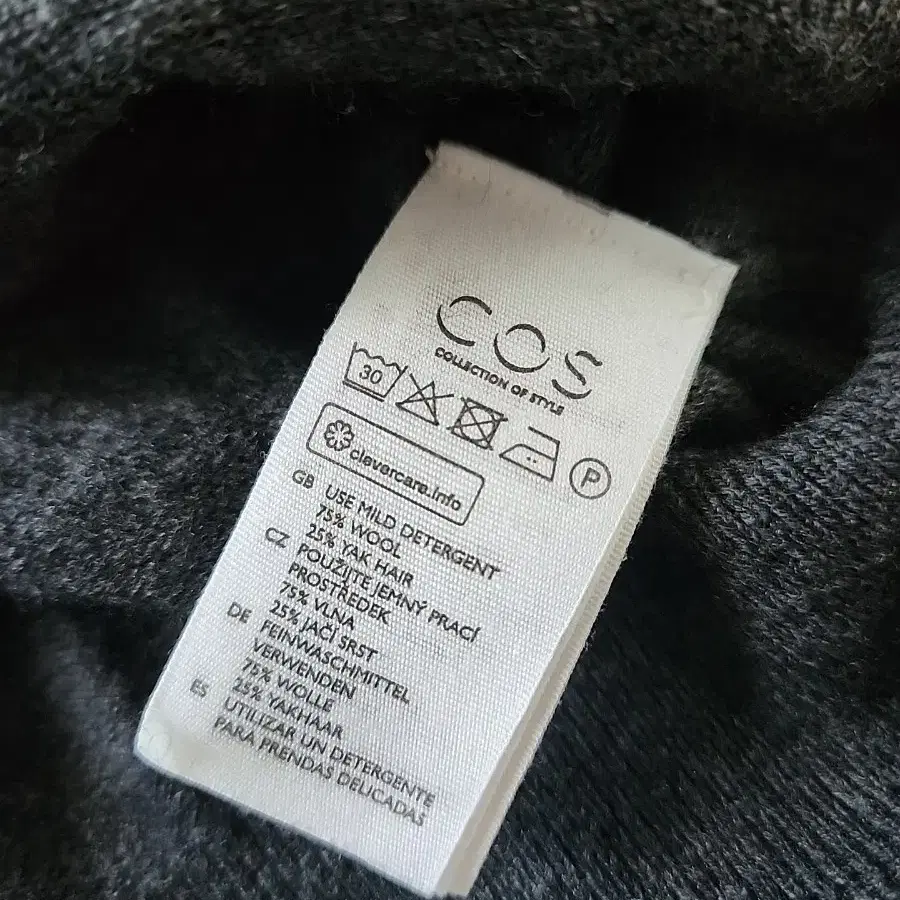 COS
COLLECTION OF STYLE
30
P
clevercare.info
GB USE MILD DETERGENT
75% WOOL
25% YAK HAIR
CZ POUŽIJTE JEMNÝ PRACÍ
PROSTŘEDEK
75% VLNA
25% JAČÍ SRST
DE FEINWASCHMITTEL
VERWENDEN
75% WOLLE
25% YAKHAAR
ES UTILIZAR UN DETERGENTE
PARA PRENDAS DELICADAS